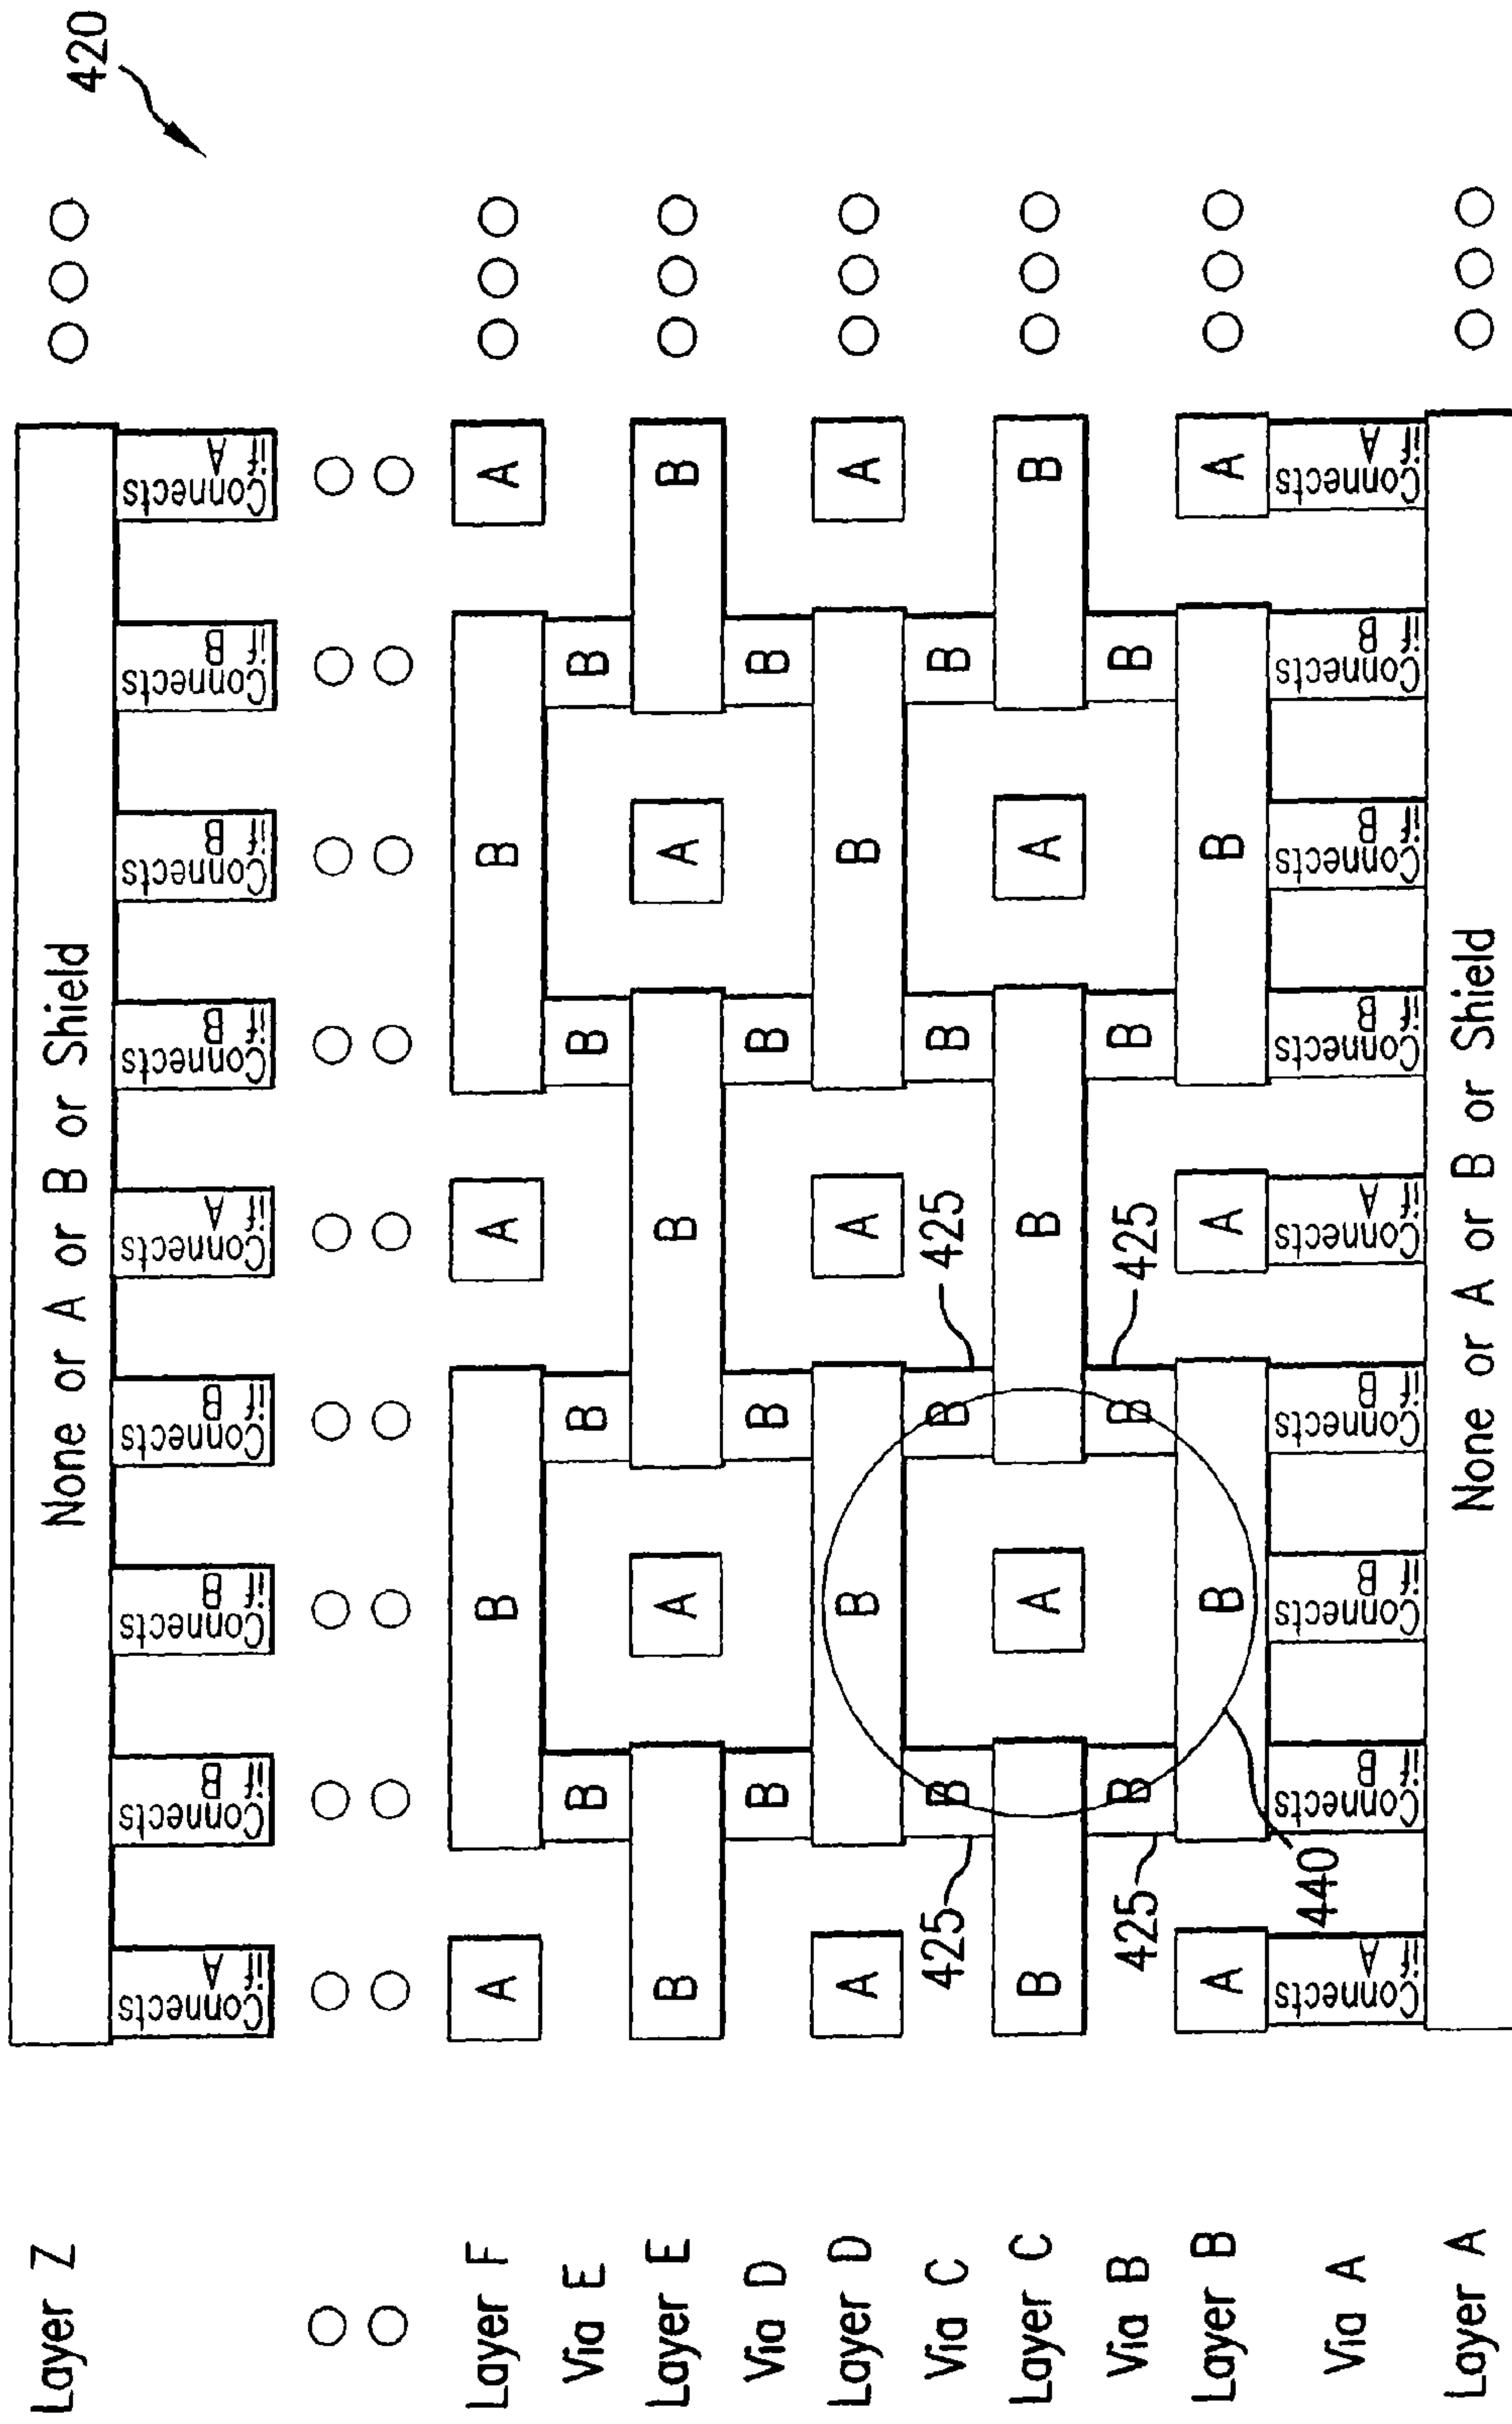 420
Layer Z None or A or B or Shield
Connects if A Connects if B Connects if B Connects if B Connects if A Connects if B Connects if B Connects if B Connects if A
Layer F A B A B A
Via E B B B B
Layer E B A B A B
Via D B B B B
Layer D A B A B A
Via C 425 B B 425 B B
Layer C B A B A B
Via B 425 B B 425 B B
Layer B A B A B A
Via A Connects if A 440 Connects if B Connects if B Connects if B Connects if A Connects if B Connects if B Connects if B Connects if A
Layer A None or A or B or Shield